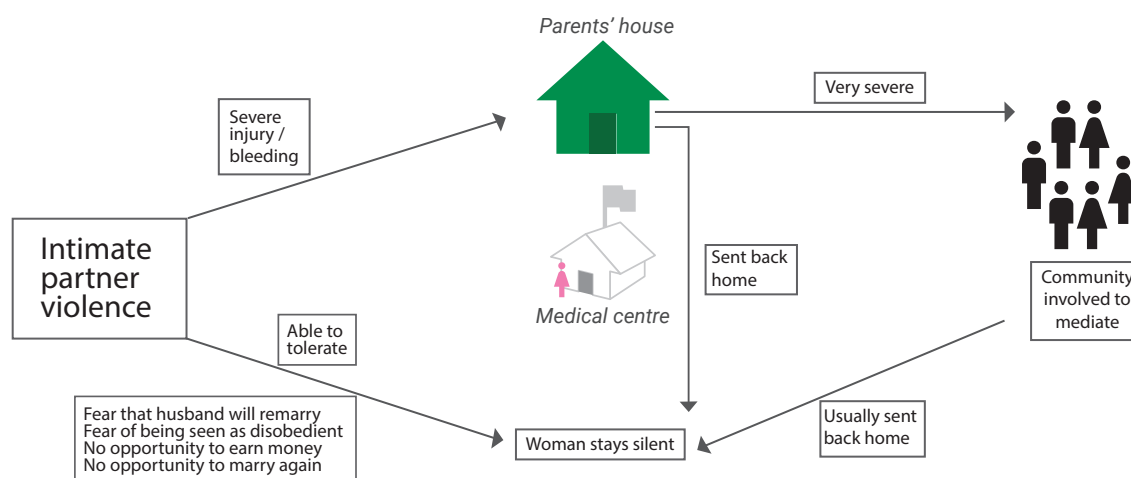 Parents' house
Very severe
Severe
injury /
bleeding
Intimate
partner
violence
Sent back
home
Medical centre
Community
involved to
mediate
Able to
tolerate
Fear that husband will remarry
Fear of being seen as disobedient
No opportunity to earn money
No opportunity to marry again
Woman stays silent
Usually sent
back home